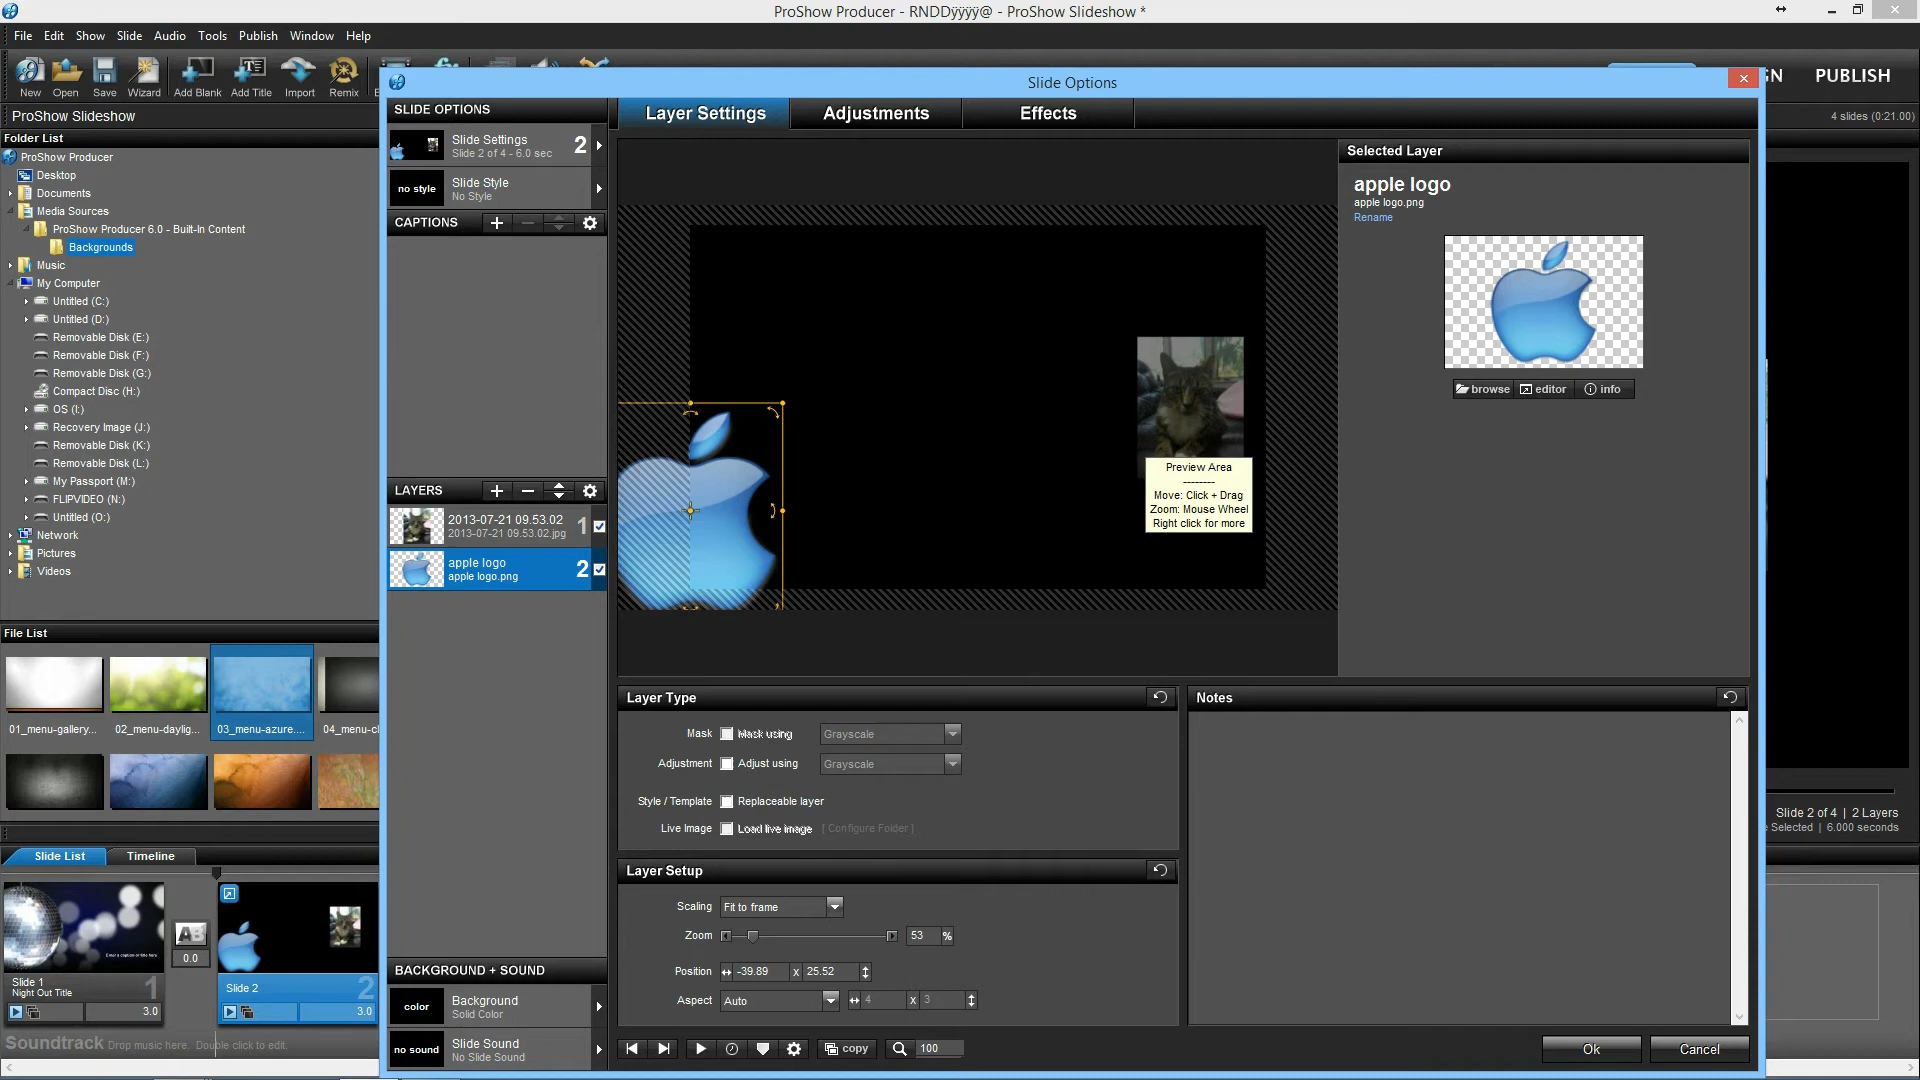 ProShow Producer - RNDDÿÿÿÿ@ - ProShow Slideshow *
File Edit Show Slide Audio Tools Publish Window Help
New Open Save Wizard Add Blank Add Title Import Remix
PUBLISH
ProShow Slideshow
4 slides (0:21.00)
Folder List
ProShow Producer
Desktop
Documents
Media Sources
ProShow Producer 6.0 - Built-In Content
Backgrounds
Music
My Computer
Untitled (C:)
Untitled (D:)
Removable Disk (E:)
Removable Disk (F:)
Removable Disk (G:)
Compact Disc (H:)
OS (I:)
Recovery Image (J:)
Removable Disk (K:)
Removable Disk (L:)
My Passport (M:)
FLIPVIDEO (N:)
Untitled (O:)
Network
Pictures
Videos
File List
01_menu-gallery... 02_menu-daylig... 03_menu-azure.... 04_menu-cl
Slide List Timeline
Enter a caption or title here
AB
0.0
Slide 1
Night Out Title
1
3.0
Slide 2
2
3.0
Soundtrack Drop music here. Double click to edit.
Slide Options
SLIDE OPTIONS
Slide Settings
Slide 2 of 4 - 6.0 sec
2
no style
Slide Style
No Style
CAPTIONS
LAYERS
2013-07-21 09.53.02
2013-07-21 09.53.02.jpg
1
apple logo
apple logo.png
2
BACKGROUND + SOUND
color
Background
Solid Color
no sound
Slide Sound
No Slide Sound
Layer Settings Adjustments Effects
Preview Area
--------
Move: Click + Drag
Zoom: Mouse Wheel
Right click for more
Selected Layer
apple logo
apple logo.png
Rename
browse editor info
Layer Type
Mask Mask using Grayscale
Adjustment Adjust using Grayscale
Style / Template Replaceable layer
Live Image Load live image [ Configure Folder ]
Layer Setup
Scaling Fit to frame
Zoom 53 %
Position -39.89 x 25.52
Aspect Auto 4 x 3
copy 100
Notes
Ok Cancel
Slide 2 of 4 | 2 Layers
e Selected | 6.000 seconds